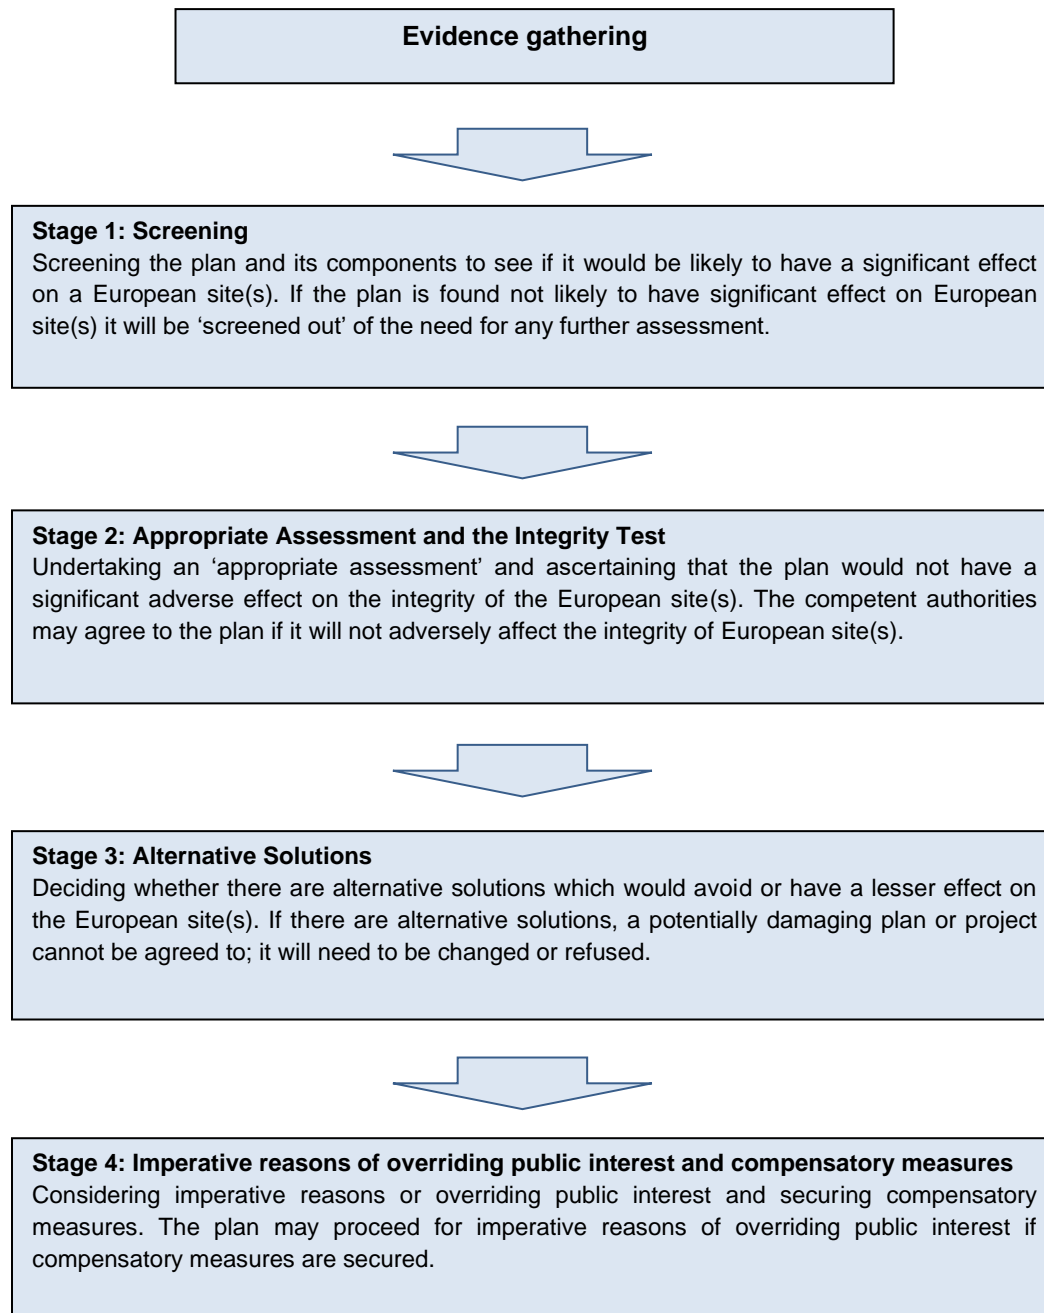 Evidence gathering
Stage 1: Screening
Screening the plan and its components to see if it would be likely to have a significant effect
on a European site(s). If the plan is found not likely to have significant effect on European
site(s) it will be ‘screened out’ of the need for any further assessment.
Stage 2: Appropriate Assessment and the Integrity Test
Undertaking an ‘appropriate assessment’ and ascertaining that the plan would not have a
significant adverse effect on the integrity of the European site(s). The competent authorities
may agree to the plan if it will not adversely affect the integrity of European site(s).
Stage 3: Alternative Solutions
Deciding whether there are alternative solutions which would avoid or have a lesser effect on
the European site(s). If there are alternative solutions, a potentially damaging plan or project
cannot be agreed to; it will need to be changed or refused.
Stage 4: Imperative reasons of overriding public interest and compensatory measures
Considering imperative reasons or overriding public interest and securing compensatory
measures. The plan may proceed for imperative reasons of overriding public interest if
compensatory measures are secured.